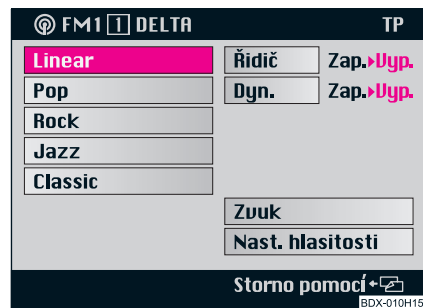 FM1 1 DELTA TP
Linear
Řidič Zap.▸Vyp.
Pop
Dyn. Zap.▸Vyp.
Rock
Jazz
Classic
Zvuk
Nast. hlasitosti
Storno pomocí
BDX-010H15